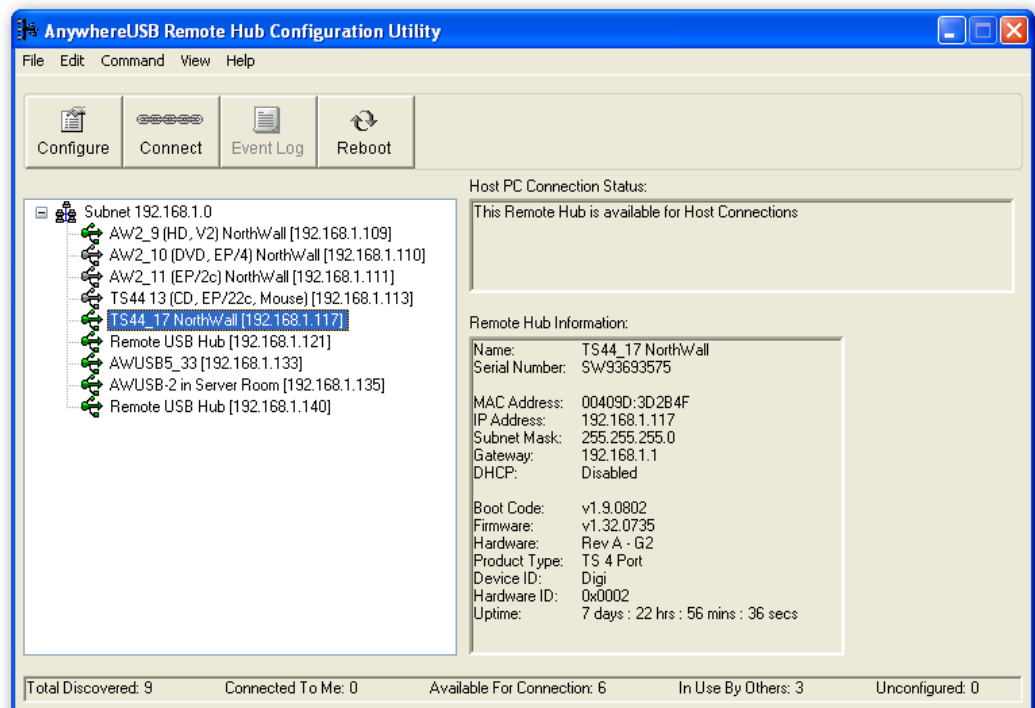 AnywhereUSB Remote Hub Configuration Utility
File Edit Command View Help
Configure Connect Event Log Reboot
Host PC Connection Status:
This Remote Hub is available for Host Connections
Subnet 192.168.1.0
AW2_9 (HD, V2) NorthWall [192.168.1.109]
AW2_10 (DVD, EP/4) NorthWall [192.168.1.110]
AW2_11 (EP/2c) NorthWall [192.168.1.111]
TS44 13 (CD, EP/22c, Mouse) [192.168.1.113]
TS44_17 NorthWall [192.168.1.117]
Remote USB Hub [192.168.1.121]
AWUSB5_33 [192.168.1.133]
AWUSB-2 in Server Room [192.168.1.135]
Remote USB Hub [192.168.1.140]
Remote Hub Information:
Name: TS44_17 NorthWall
Serial Number: SW93693575
MAC Address: 00409D:3D2B4F
IP Address: 192.168.1.117
Subnet Mask: 255.255.255.0
Gateway: 192.168.1.1
DHCP: Disabled
Boot Code: v1.9.0802
Firmware: v1.32.0735
Hardware: Rev A - G2
Product Type: TS 4 Port
Device ID: Digi
Hardware ID: 0x0002
Uptime: 7 days : 22 hrs : 56 mins : 36 secs
Total Discovered: 9 Connected To Me: 0 Available For Connection: 6 In Use By Others: 3 Unconfigured: 0